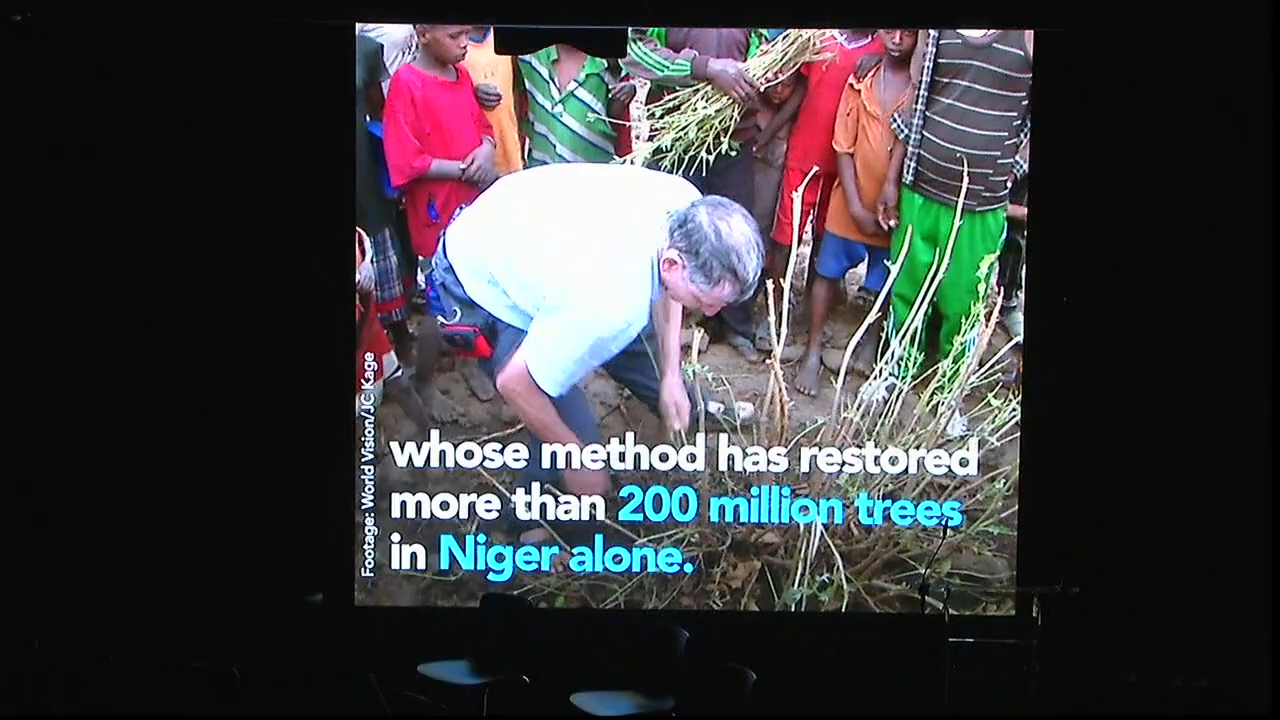 Footage: World Vision/JC Kage
whose method has restored
more than 200 million trees
in Niger alone.